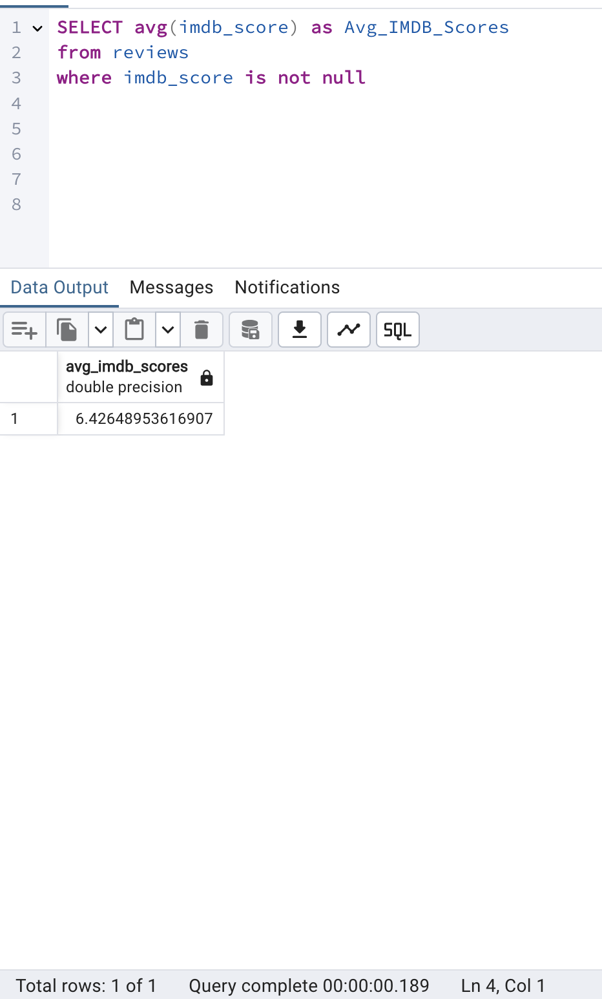 1 SELECT avg(imdb_score) as Avg_IMDB_Scores
2 from reviews
3 where imdb_score is not null
4
5
6
7
8
Data Output Messages Notifications
SQL
avg_imdb_scores
double precision
1 6.42648953616907
Total rows: 1 of 1 Query complete 00:00:00.189 Ln 4, Col 1